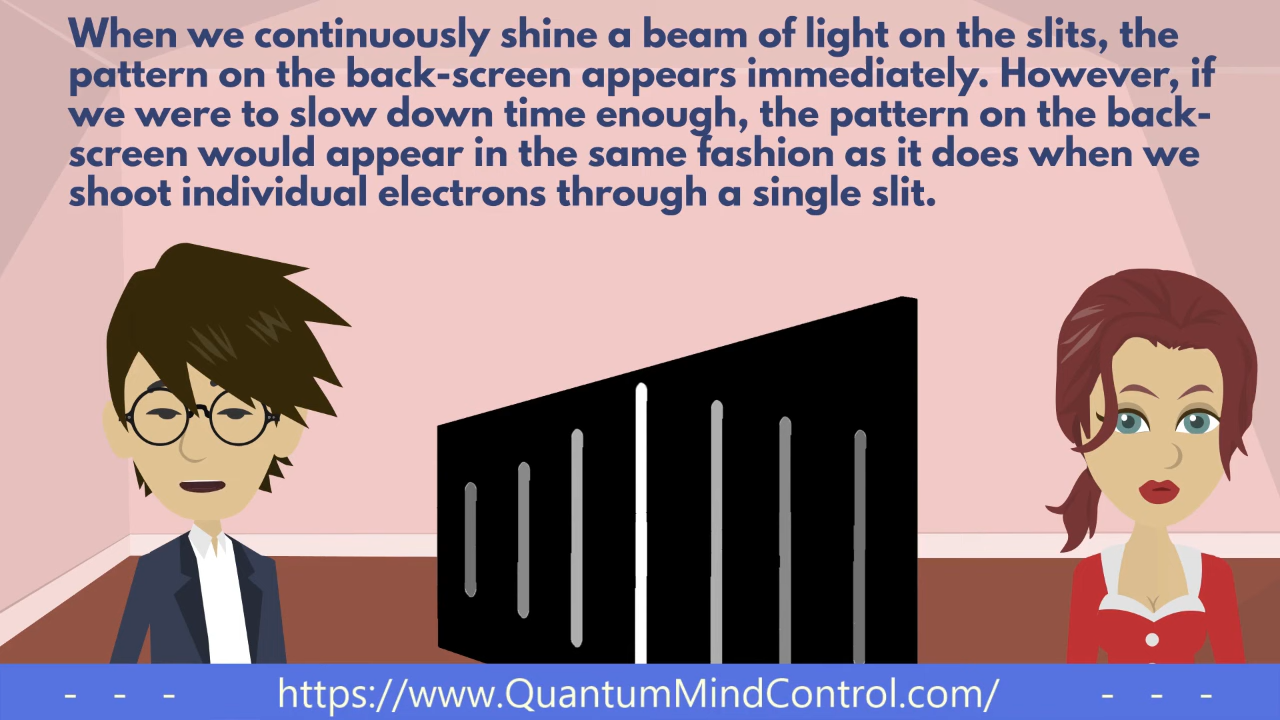 When we continuously shine a beam of light on the slits, the
pattern on the back-screen appears immediately. However, if
we were to slow down time enough, the pattern on the back-
screen would appear in the same fashion as it does when we
shoot individual electrons through a single slit.
- - - https://www.QuantumMindControl.com/ - - -